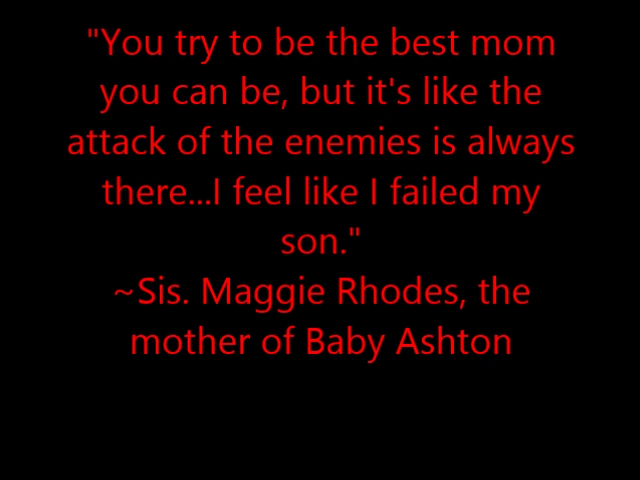 "You try to be the best mom
you can be, but it's like the
attack of the enemies is always
there...I feel like I failed my
son."
~Sis. Maggie Rhodes, the
mother of Baby Ashton